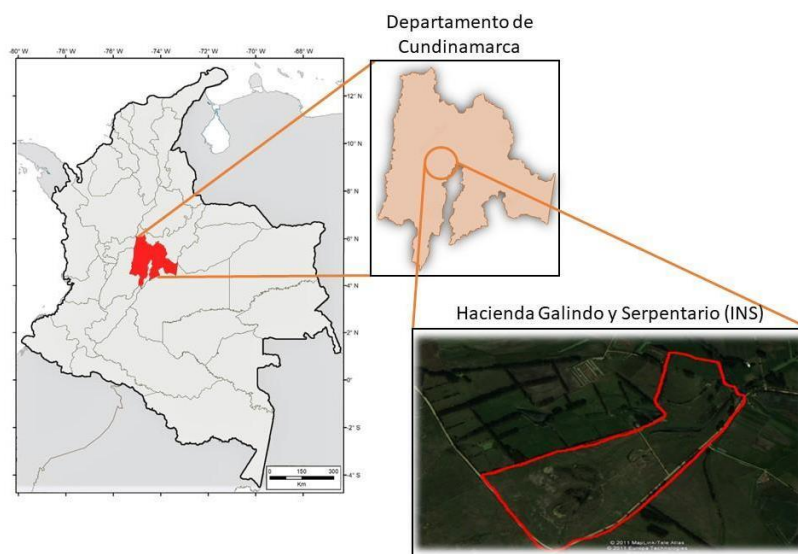 Departamento de
Cundinamarca
-80° -78° -76° -74° -72° -70° -68°
12° N
10° N
8° N
6° N
4° N
2° N
0°
2° S
4° S
0 150 300
Km
Hacienda Galindo y Serpentario (INS)
© 2011 MapLink/Tele Atlas
© 2011 Europa Technologies